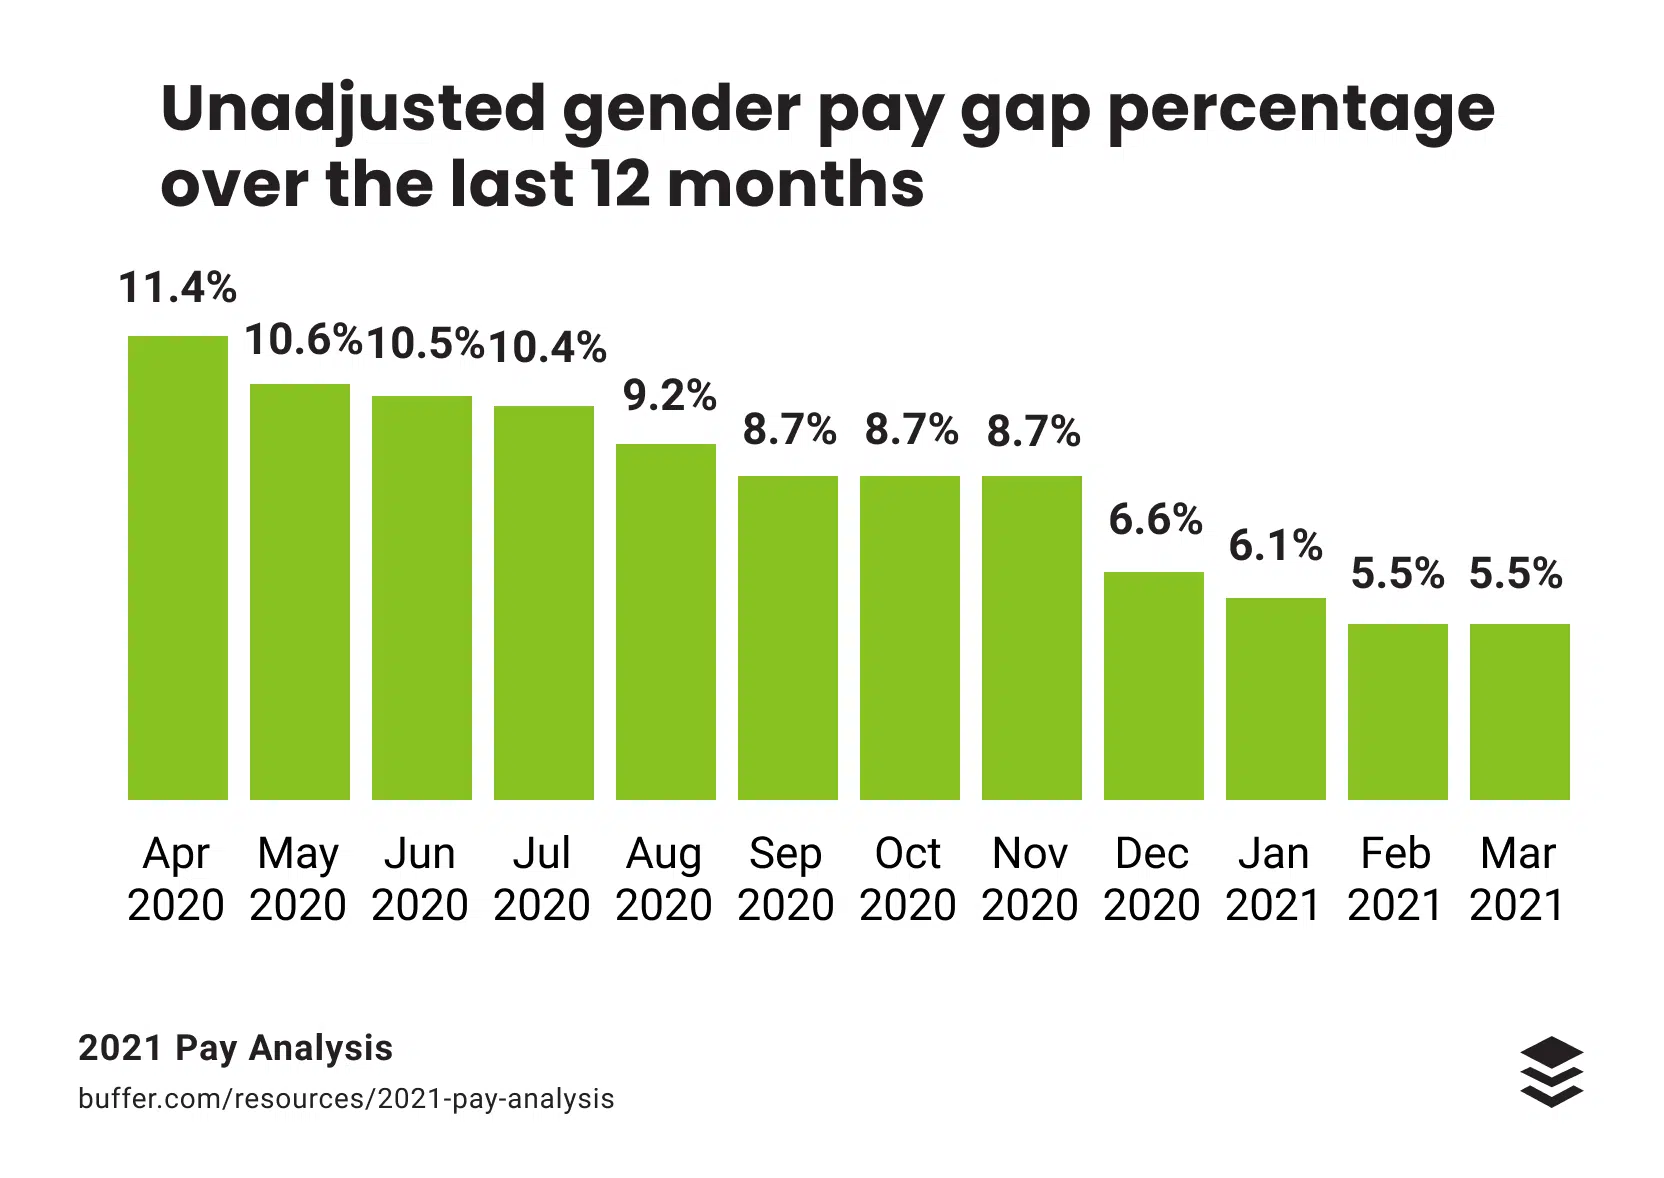 Unadjusted gender pay gap percentage
over the last 12 months
11.4%
10.6%
10.5%
10.4%
9.2%
8.7%
8.7%
8.7%
6.6%
6.1%
5.5%
5.5%
Apr
2020
May
2020
Jun
2020
Jul
2020
Aug
2020
Sep
2020
Oct
2020
Nov
2020
Dec
2020
Jan
2021
Feb
2021
Mar
2021
2021 Pay Analysis
buffer.com/resources/2021-pay-analysis